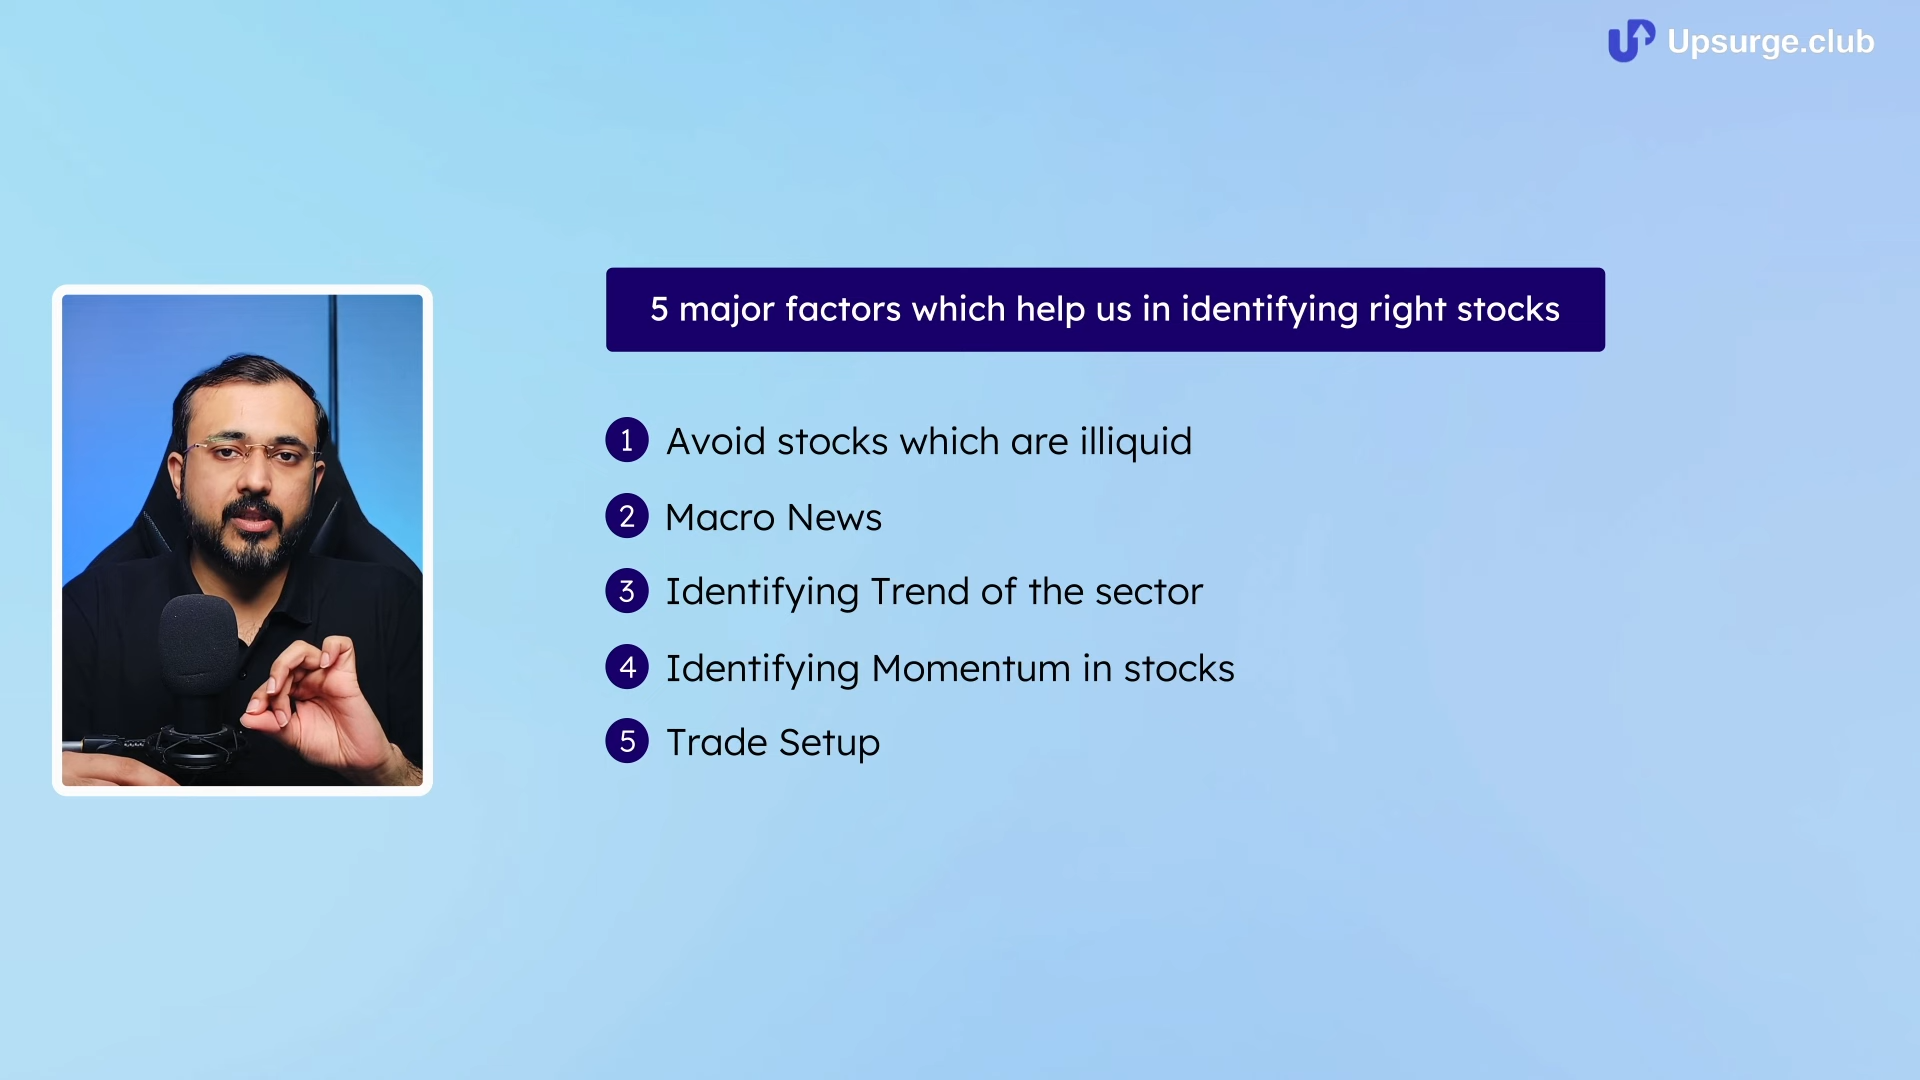 Upsurge.club
5 major factors which help us in identifying right stocks
1 Avoid stocks which are illiquid
2 Macro News
3 Identifying Trend of the sector
4 Identifying Momentum in stocks
5 Trade Setup